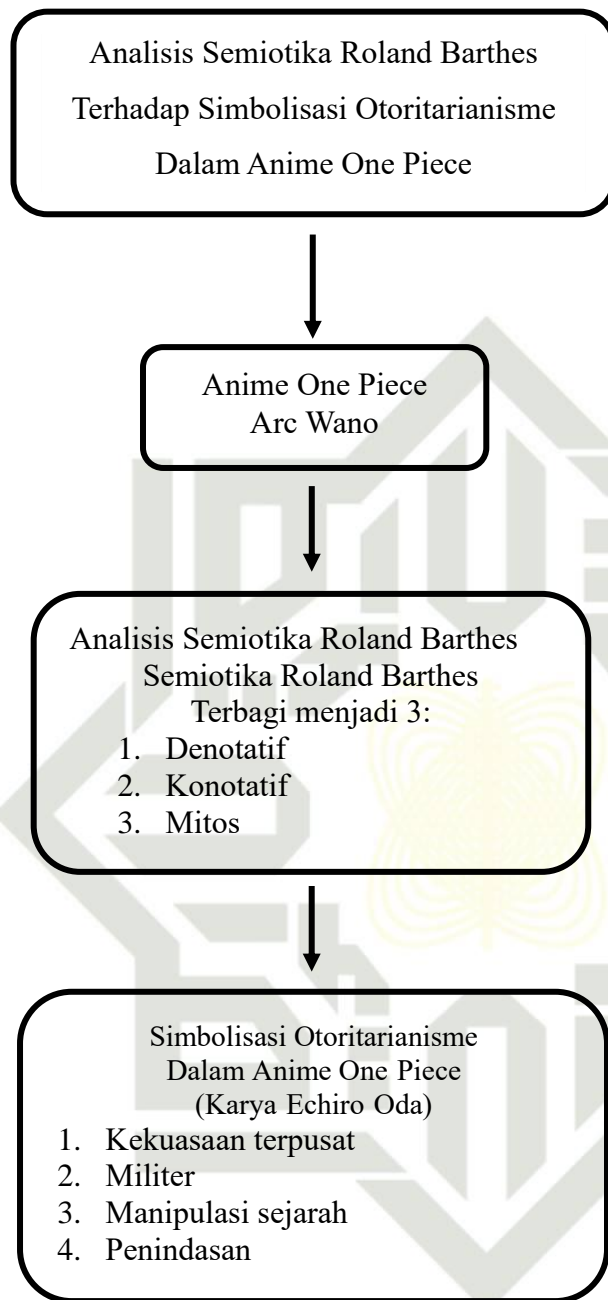 Analisis Semiotika Roland Barthes
Terhadap Simbolisasi Otoritarianisme
Dalam Anime One Piece
Anime One Piece
Arc Wano
Analisis Semiotika Roland Barthes
Semiotika Roland Barthes
Terbagi menjadi 3:
1. Denotatif
2. Konotatif
3. Mitos
Simbolisasi Otoritarianisme
Dalam Anime One Piece
(Karya Echiro Oda)
1. Kekuasaan terpusat
2. Militer
3. Manipulasi sejarah
4. Penindasan